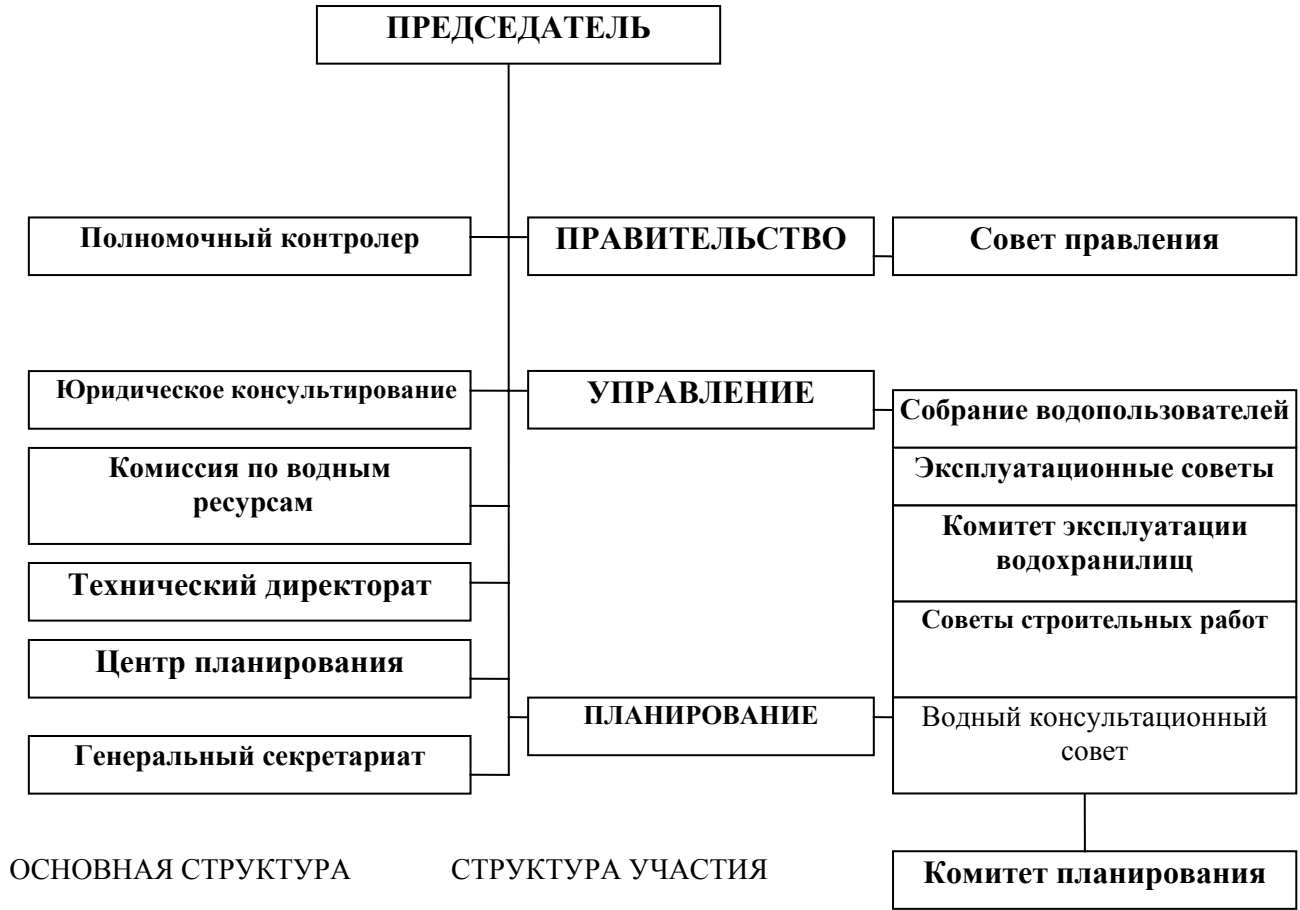 ПРЕДСЕДАТЕЛЬ
Полномочный контролер
ПРАВИТЕЛЬСТВО
Совет правления
Юридическое консультирование
УПРАВЛЕНИЕ
Собрание водопользователей
Комиссия по водным
ресурсам
Эксплуатационные советы
Комитет эксплуатации
водохранилищ
Технический директорат
Советы строительных работ
Центр планирования
ПЛАНИРОВАНИЕ
Водный консультационный
совет
Генеральный секретариат
ОСНОВНАЯ СТРУКТУРА
СТРУКТУРА УЧАСТИЯ
Комитет планирования